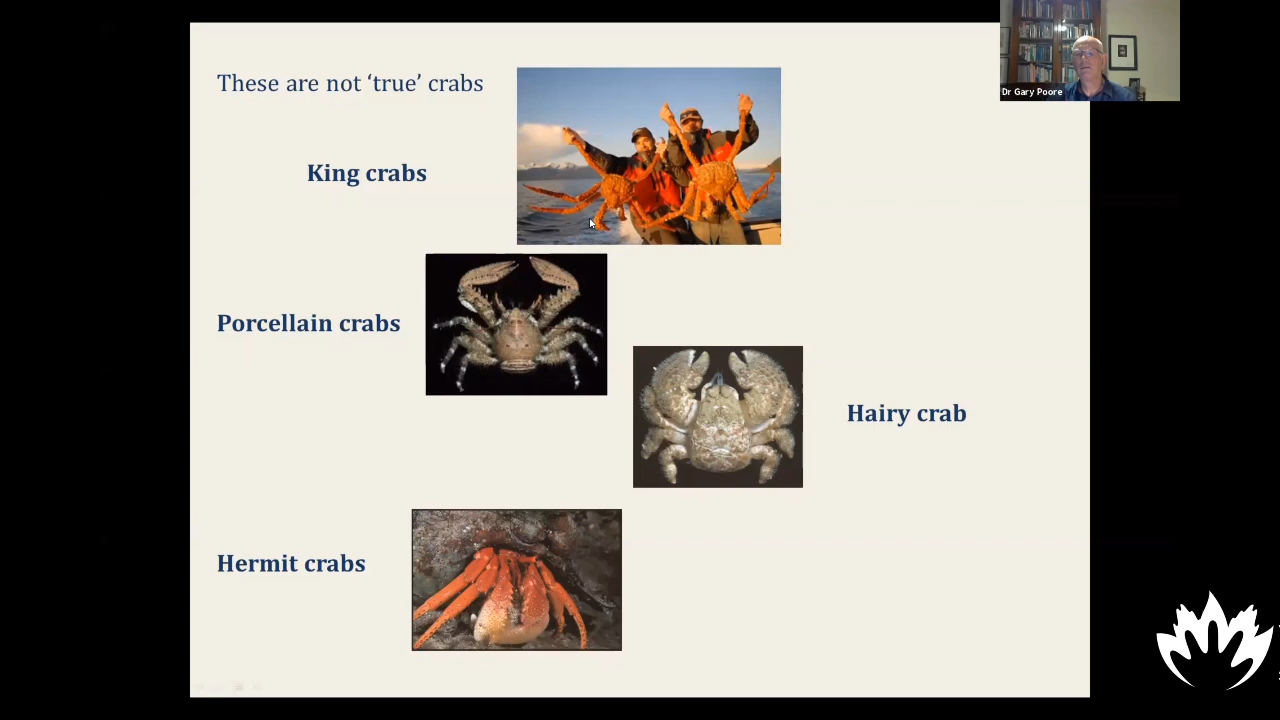 These are not ‘true’ crabs
Dr Gary Poore
King crabs
Porcellain crabs
Hairy crab
Hermit crabs